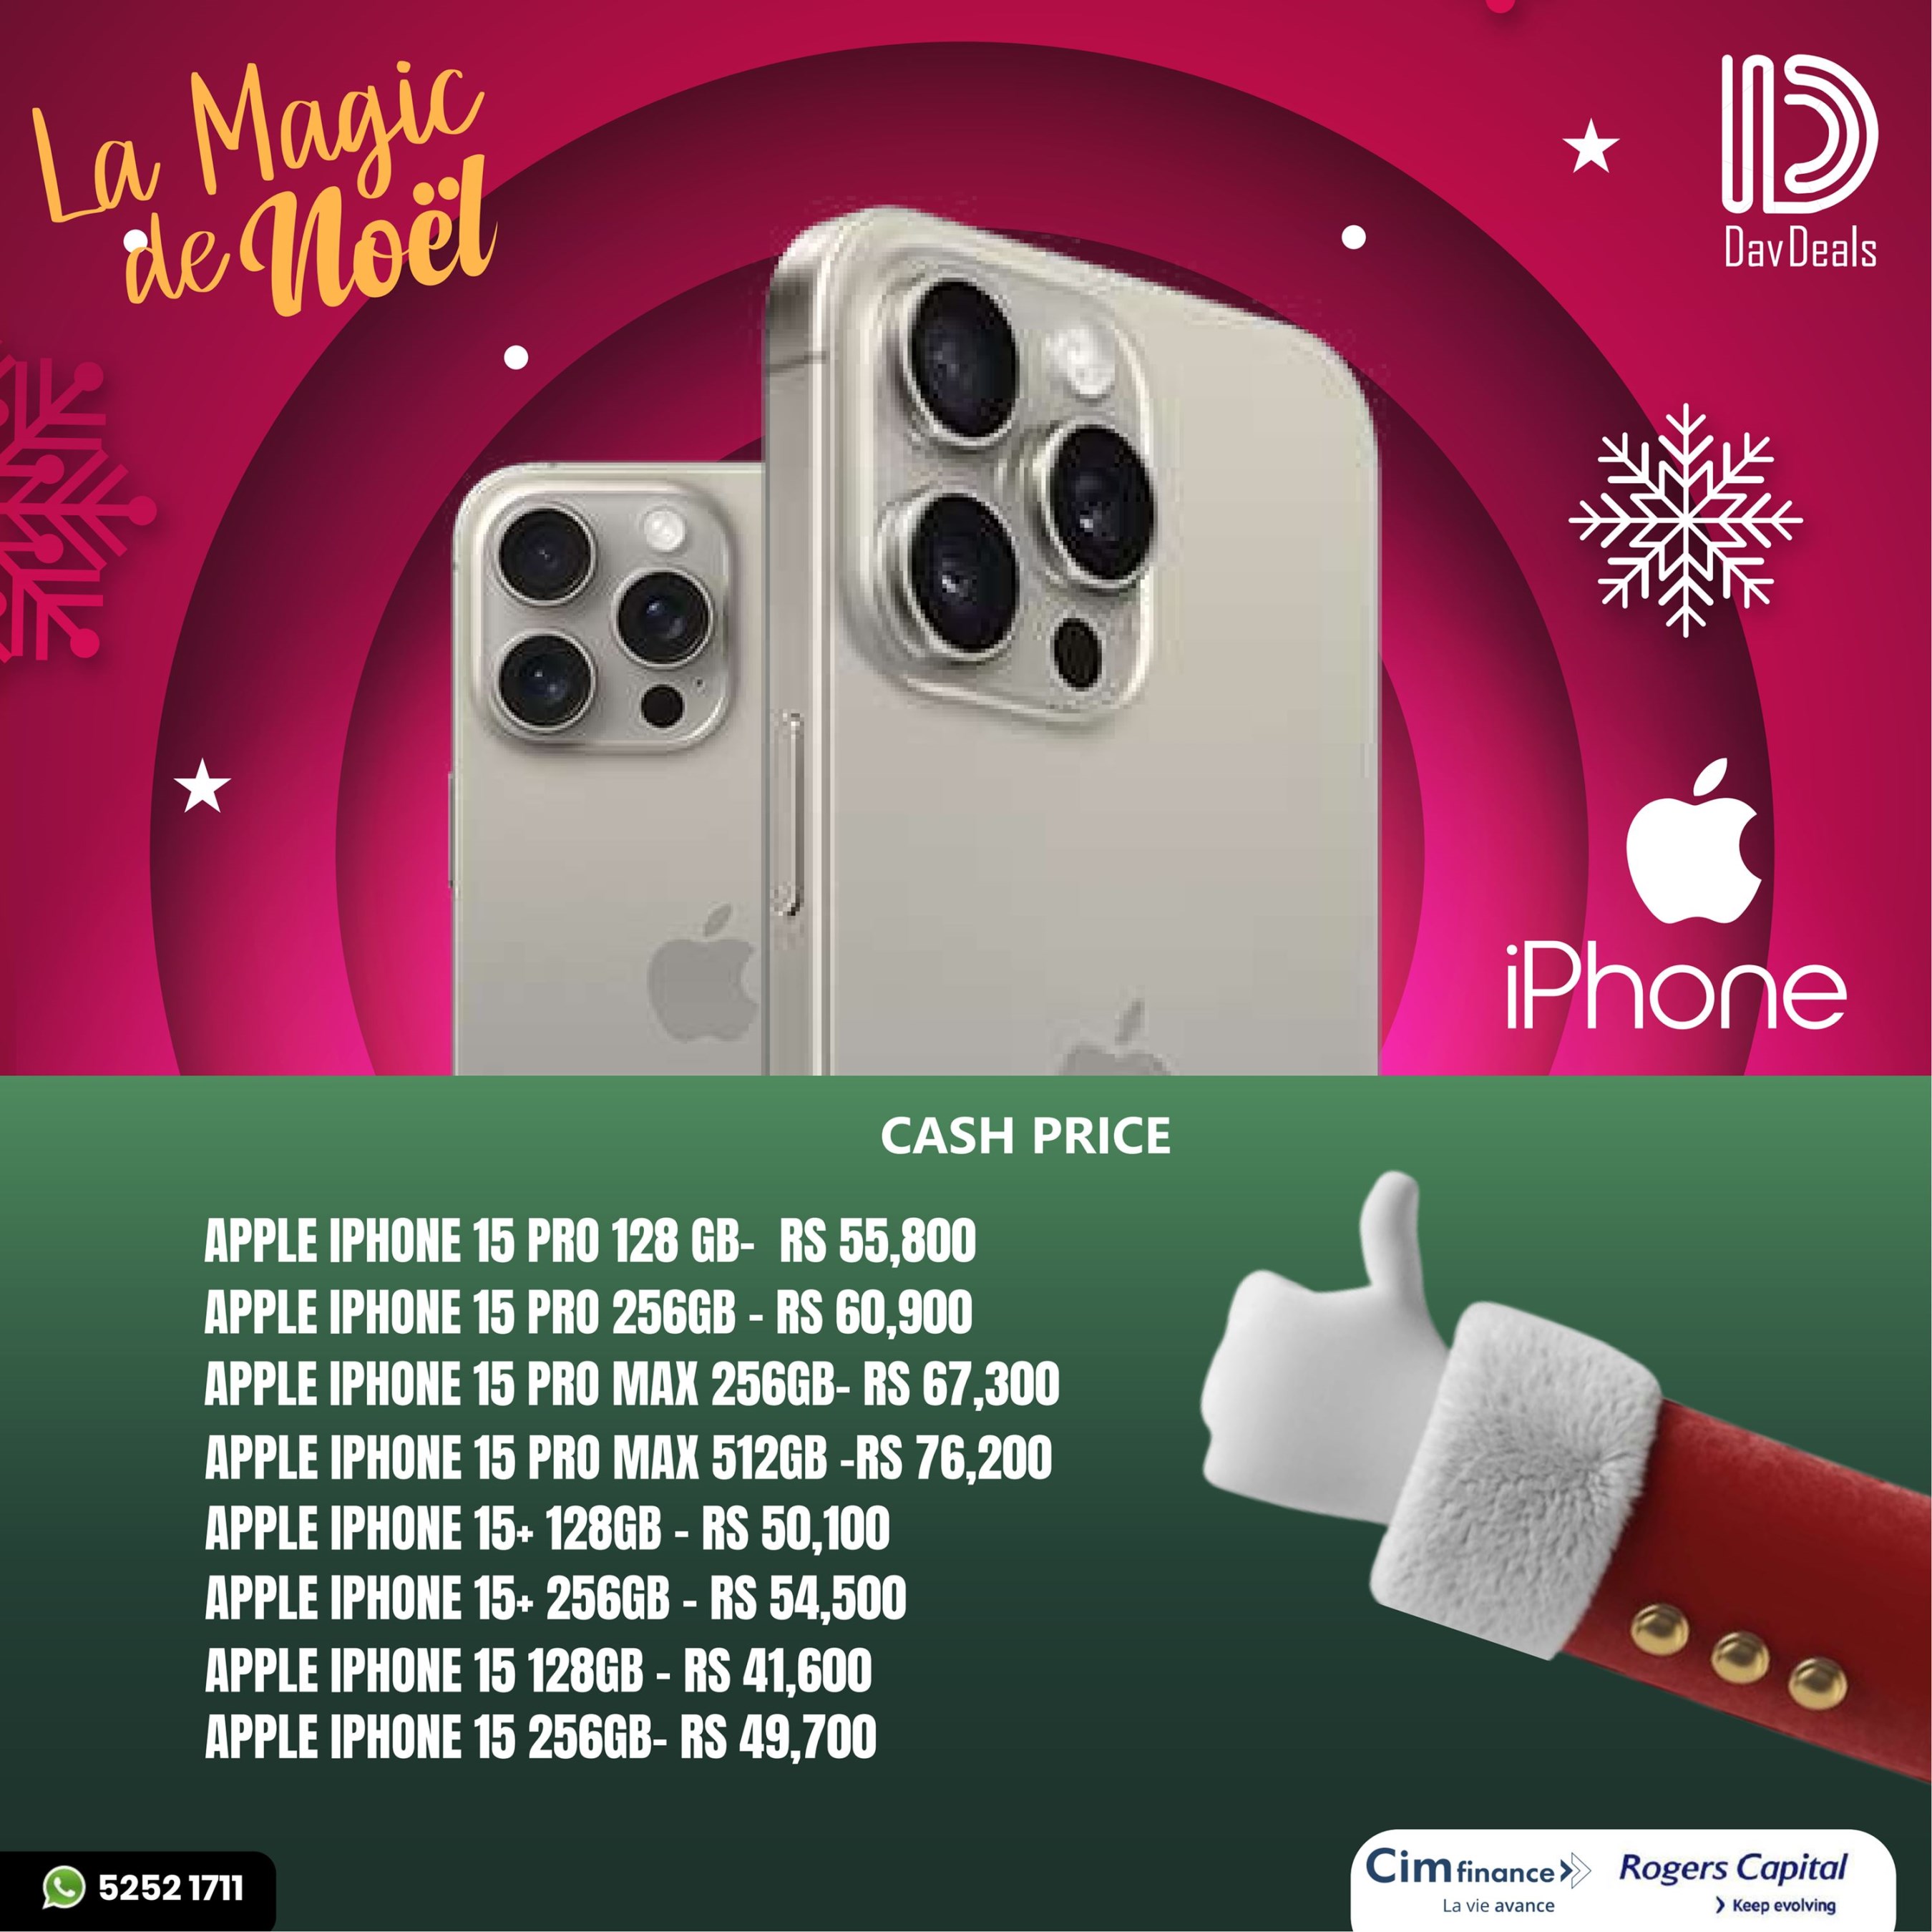 La Magic
de Noël
DavDeals
iPhone
CASH PRICE
APPLE IPHONE 15 PRO 128 GB-  RS 55,800
APPLE IPHONE 15 PRO 256GB - RS 60,900
APPLE IPHONE 15 PRO MAX 256GB- RS 67,300
APPLE IPHONE 15 PRO MAX 512GB -RS 76,200
APPLE IPHONE 15+ 128GB - RS 50,100
APPLE IPHONE 15+ 256GB - RS 54,500
APPLE IPHONE 15 128GB - RS 41,600
APPLE IPHONE 15 256GB- RS 49,700
5252 1711
Cim finance
La vie avance
Rogers Capital
Keep evolving